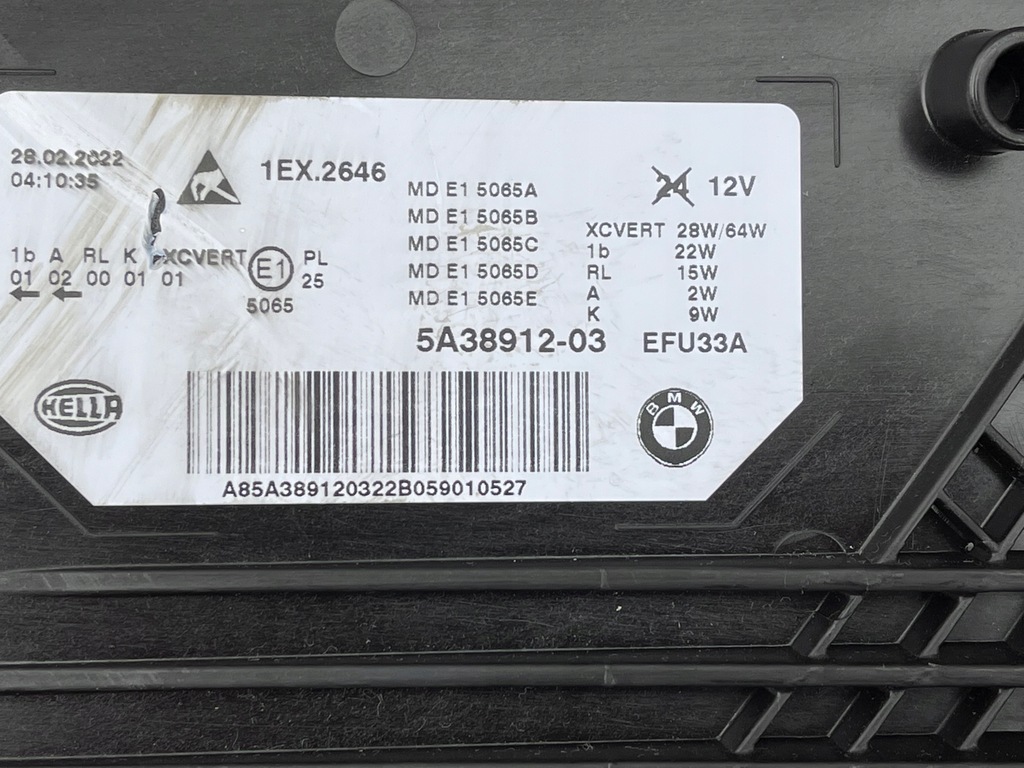 28.02.2022
04:10:35
1EX.2646
1b A RL K XCVERT
01 02 00 01 01
E1
PL
25
5065
MD E1 5065A
MD E1 5065B
MD E1 5065C
MD E1 5065D
MD E1 5065E
24 12V
XCVERT 28W/64W
1b 22W
RL 15W
A 2W
K 9W
5A38912-03 EFU33A
HELLA
BMW
A85A389120322B059010527